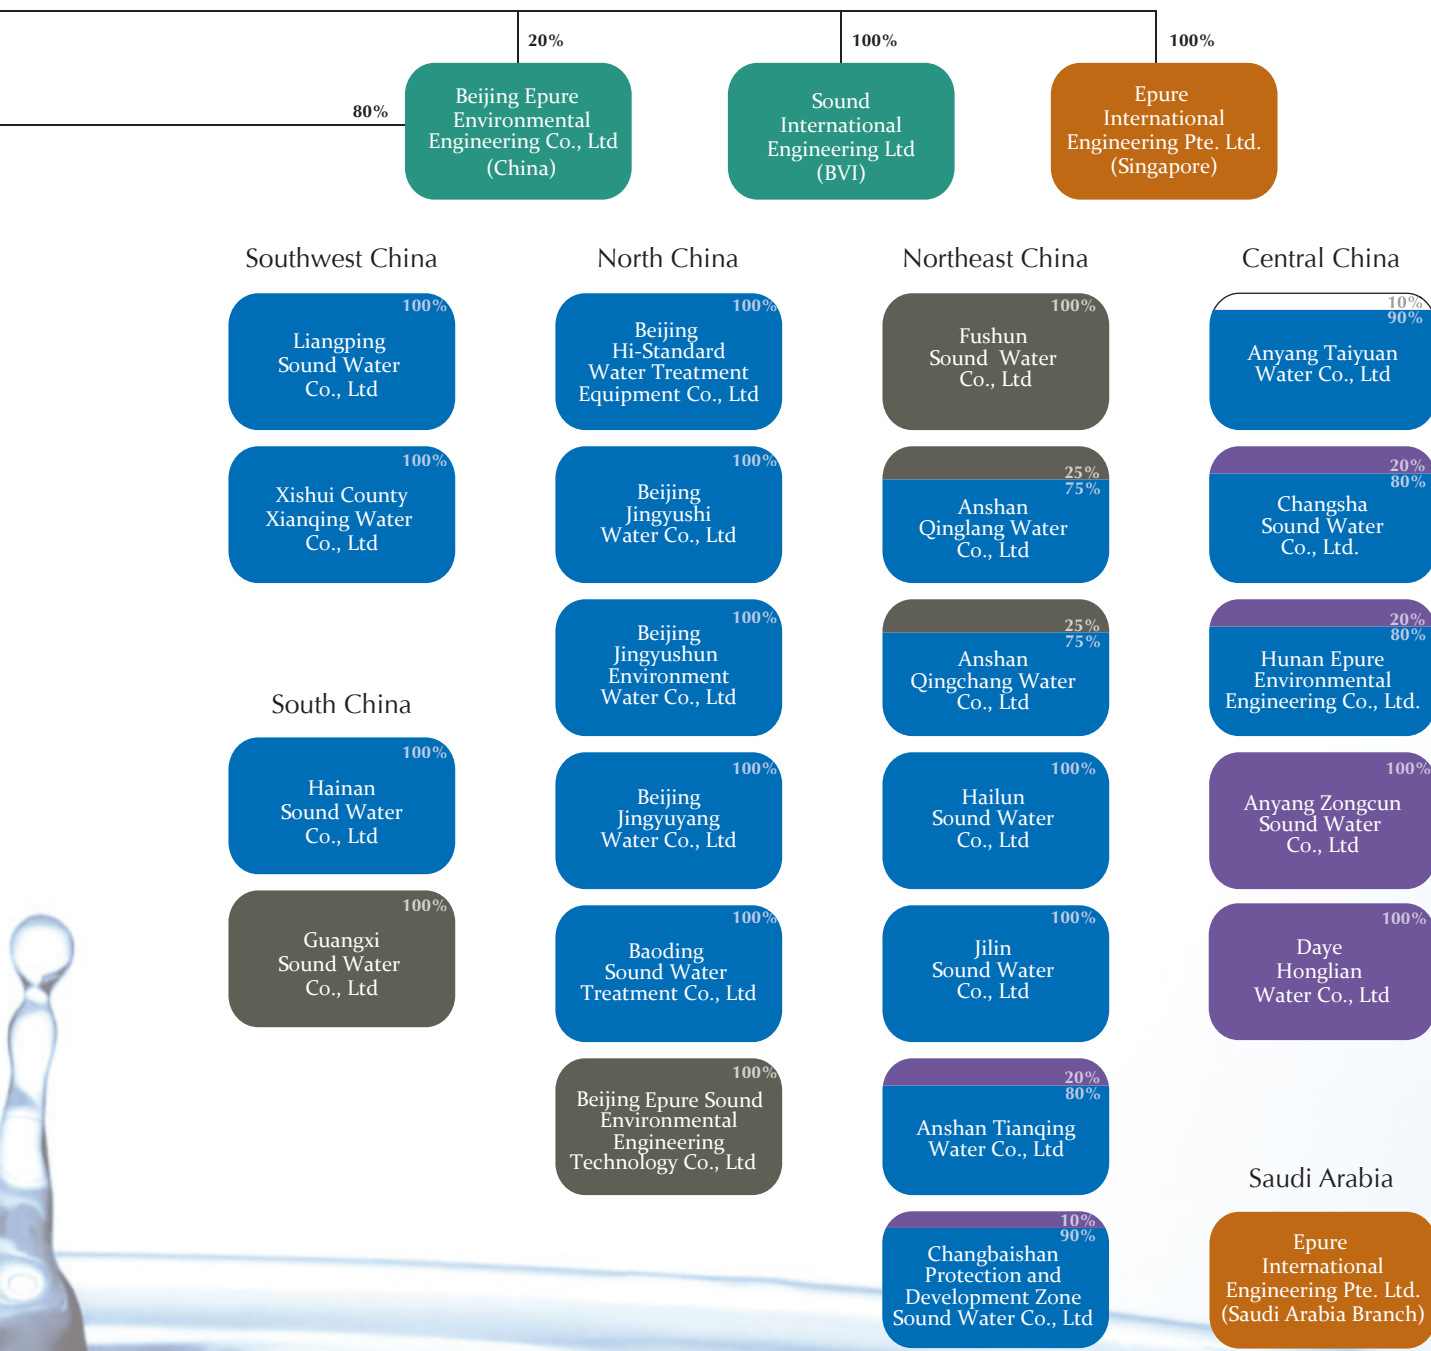 20%
100%
100%
80%
Beijing Epure
Environmental
Engineering Co., Ltd
(China)
Sound
International
Engineering Ltd
(BVI)
Epure
International
Engineering Pte. Ltd.
(Singapore)
Southwest China
100%
Liangping
Sound Water
Co., Ltd
100%
Xishui County
Xianqing Water
Co., Ltd
South China
100%
Hainan
Sound Water
Co., Ltd
100%
Guangxi
Sound Water
Co., Ltd
North China
100%
Beijing
Hi-Standard
Water Treatment
Equipment Co., Ltd
100%
Beijing
Jingyushi
Water Co., Ltd
100%
Beijing
Jingyushun
Environment
Water Co., Ltd
100%
Beijing
Jingyuyang
Water Co., Ltd
100%
Baoding
Sound Water
Treatment Co., Ltd
100%
Beijing Epure Sound
Environmental
Engineering
Technology Co., Ltd
Northeast China
100%
Fushun
Sound Water
Co., Ltd
25%
75%
Anshan
Qinglang Water
Co., Ltd
25%
75%
Anshan
Qingchang Water
Co., Ltd
100%
Hailun
Sound Water
Co., Ltd
100%
Jilin
Sound Water
Co., Ltd
20%
80%
Anshan Tianqing
Water Co., Ltd
10%
90%
Changbaishan
Protection and
Development Zone
Sound Water Co., Ltd
Central China
10%
90%
Anyang Taiyuan
Water Co., Ltd
20%
80%
Changsha
Sound Water
Co., Ltd.
20%
80%
Hunan Epure
Environmental
Engineering Co., Ltd.
100%
Anyang Zongcun
Sound Water
Co., Ltd
100%
Daye
Honglian
Water Co., Ltd
Saudi Arabia
Epure
International
Engineering Pte. Ltd.
(Saudi Arabia Branch)